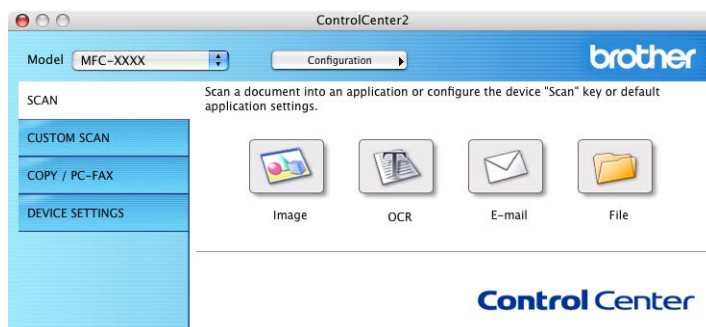 ControlCenter2
Model MFC-XXXX Configuration brother
SCAN
Scan a document into an application or configure the device "Scan" key or default
application settings.
CUSTOM SCAN
COPY / PC-FAX
DEVICE SETTINGS
Image OCR E-mail File
Control Center